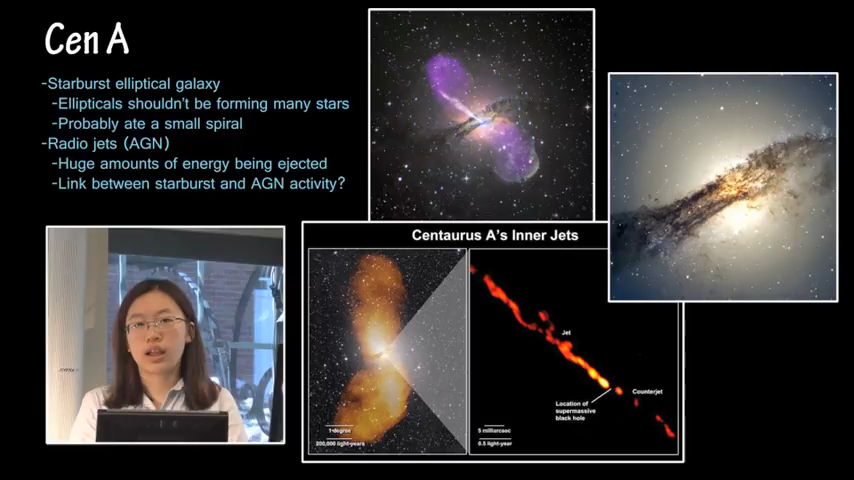 Cen A
-Starburst elliptical galaxy
-Ellipticals shouldn't be forming many stars
-Probably ate a small spiral
-Radio jets (AGN)
-Huge amounts of energy being ejected
-Link between starburst and AGN activity?
Centaurus A's Inner Jets
Jet
Counterjet
Location of
supermassive
black hole
1 degree
200,000 light-years
5 milliarcsec
0.5 light-year